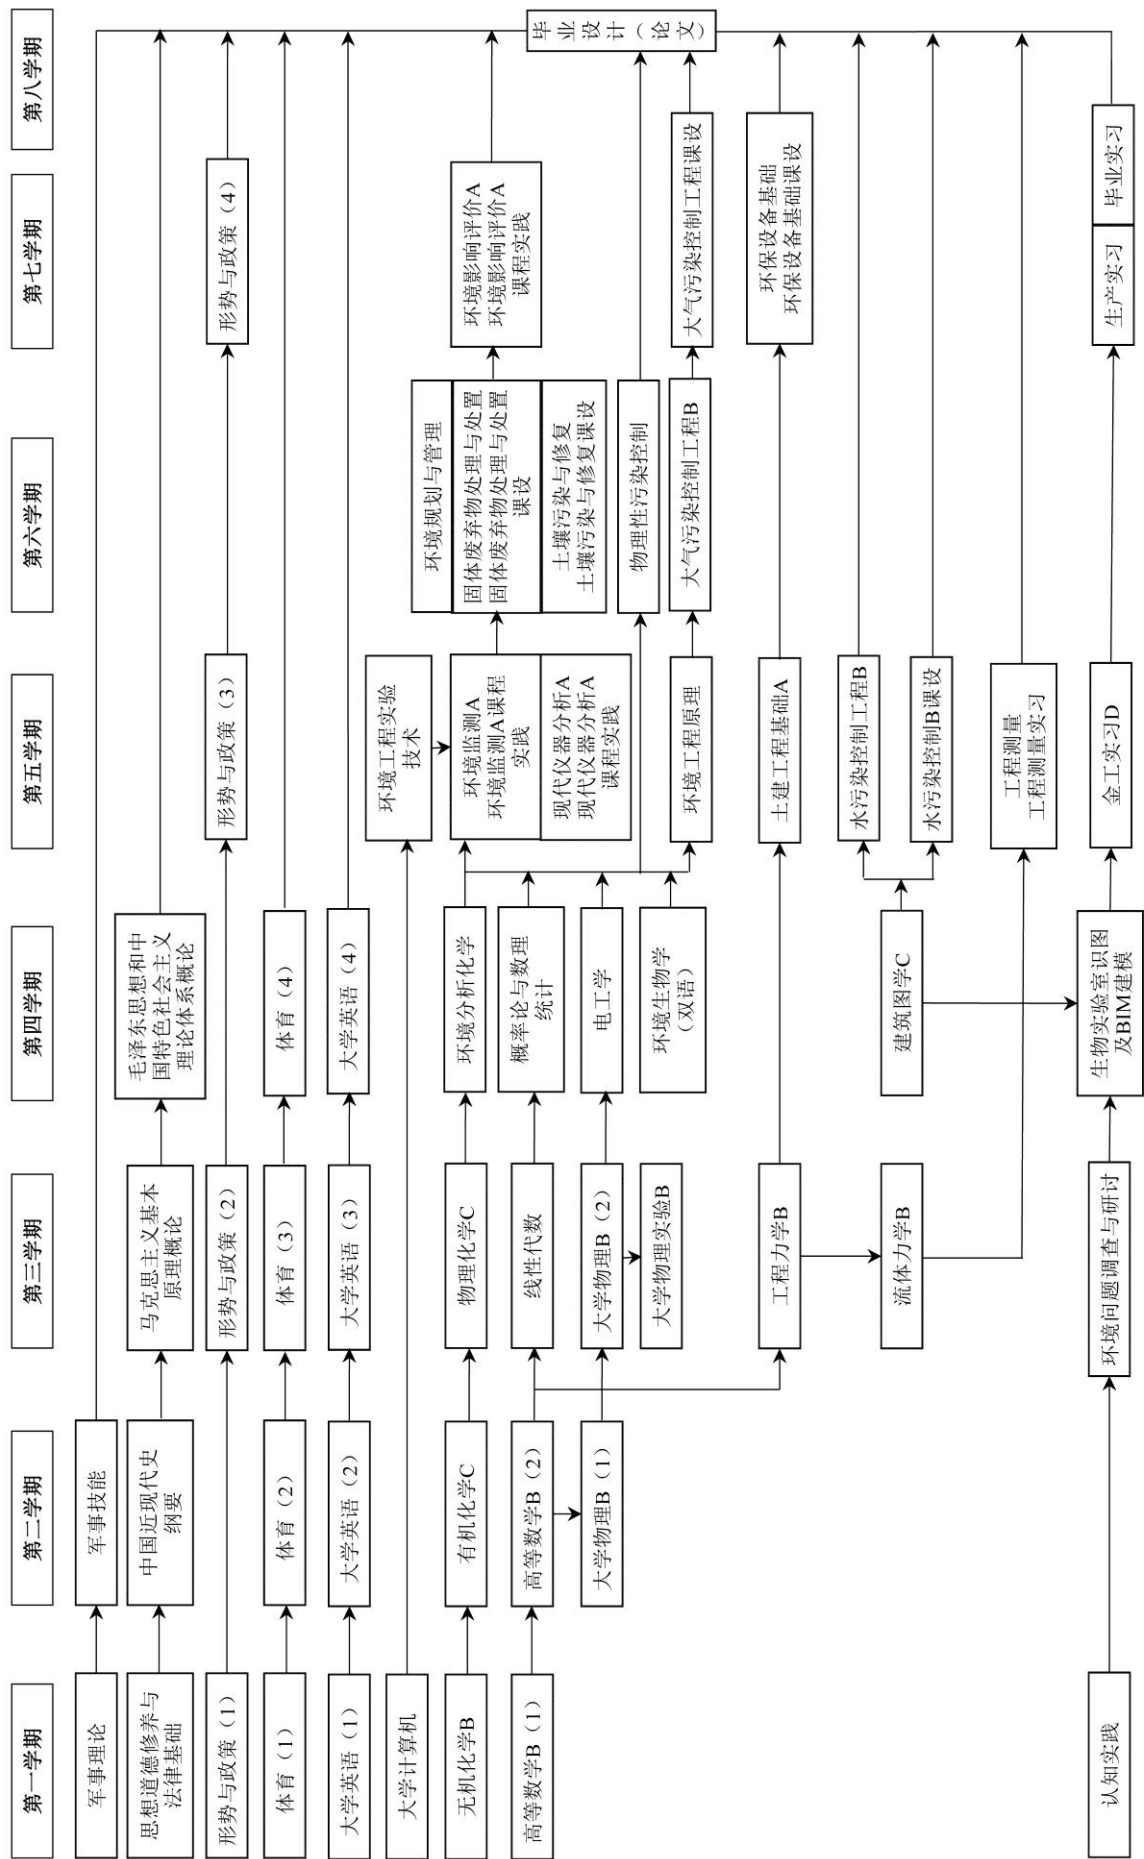 第一学期
第二学期
第三学期
第四学期
第五学期
第六学期
第七学期
第八学期
军事理论
军事技能
思想道德修养与
法律基础
中国近现代史
纲要
马克思主义基本
原理概论
毛泽东思想和中
国特色社会主义
理论体系概论
形势与政策（1）
形势与政策（2）
形势与政策（3）
形势与政策（4）
体育（1）
体育（2）
体育（3）
体育（4）
大学英语（1）
大学英语（2）
大学英语（3）
大学英语（4）
大学计算机
环境工程实验
技术
无机化学B
有机化学C
物理化学C
环境分析化学
环境监测A
环境监测A课程
实践
现代仪器分析A
现代仪器分析A
课程实践
环境规划与管理
固体废弃物处理与处置
固体废弃物处理与处置
课设
土壤污染与修复
土壤污染与修复课设
环境影响评价A
环境影响评价A
课程实践
毕业设计（论文）
高等数学B（1）
高等数学B（2）
线性代数
概率论与数理
统计
大学物理B（1）
大学物理B（2）
电工学
大学物理实验B
环境生物学
（双语）
物理性污染控制
环境工程原理
大气污染控制工程B
大气污染控制工程课设
工程力学B
土建工程基础A
环保设备基础
环保设备基础课设
流体力学B
建筑图学C
水污染控制工程B
水污染控制B课设
工程测量
工程测量实习
认知实践
环境问题调查与研讨
生物实验室识图
及BIM建模
金工实习D
生产实习
毕业实习